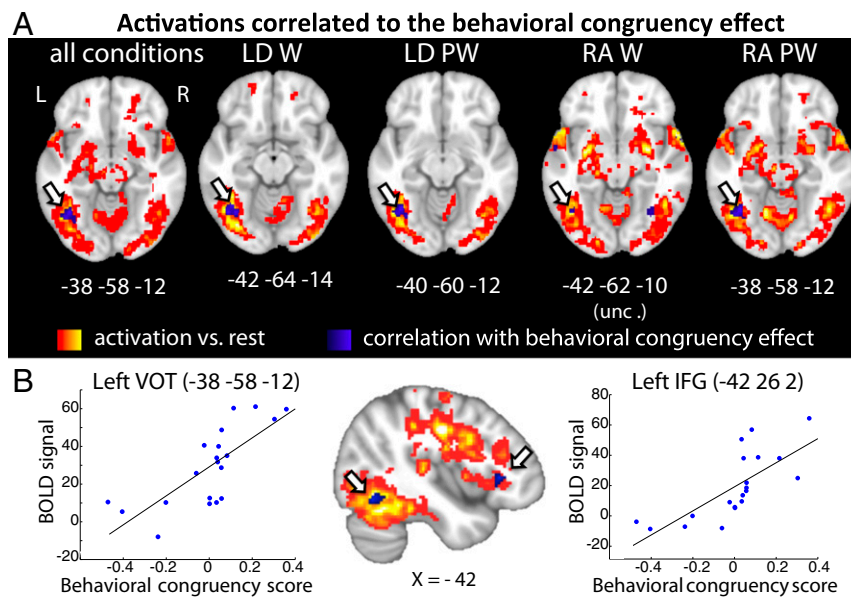 A Activations correlated to the behavioral congruency effect
all conditions LD W LD PW RA W RA PW
L R
-38 -58 -12 -42 -64 -14 -40 -60 -12 -42 -62 -10 -38 -58 -12
(unc .)
activation vs. rest correlation with behavioral congruency effect
B Left VOT (-38 -58 -12) Left IFG (-42 26 2)
BOLD signal
60
40
20
0
-20
-0.4 -0.2 0 0.2 0.4
Behavioral congruency score
X = - 42
BOLD signal
80
60
40
20
0
-20
-0.4 -0.2 0 0.2 0.4
Behavioral congruency score